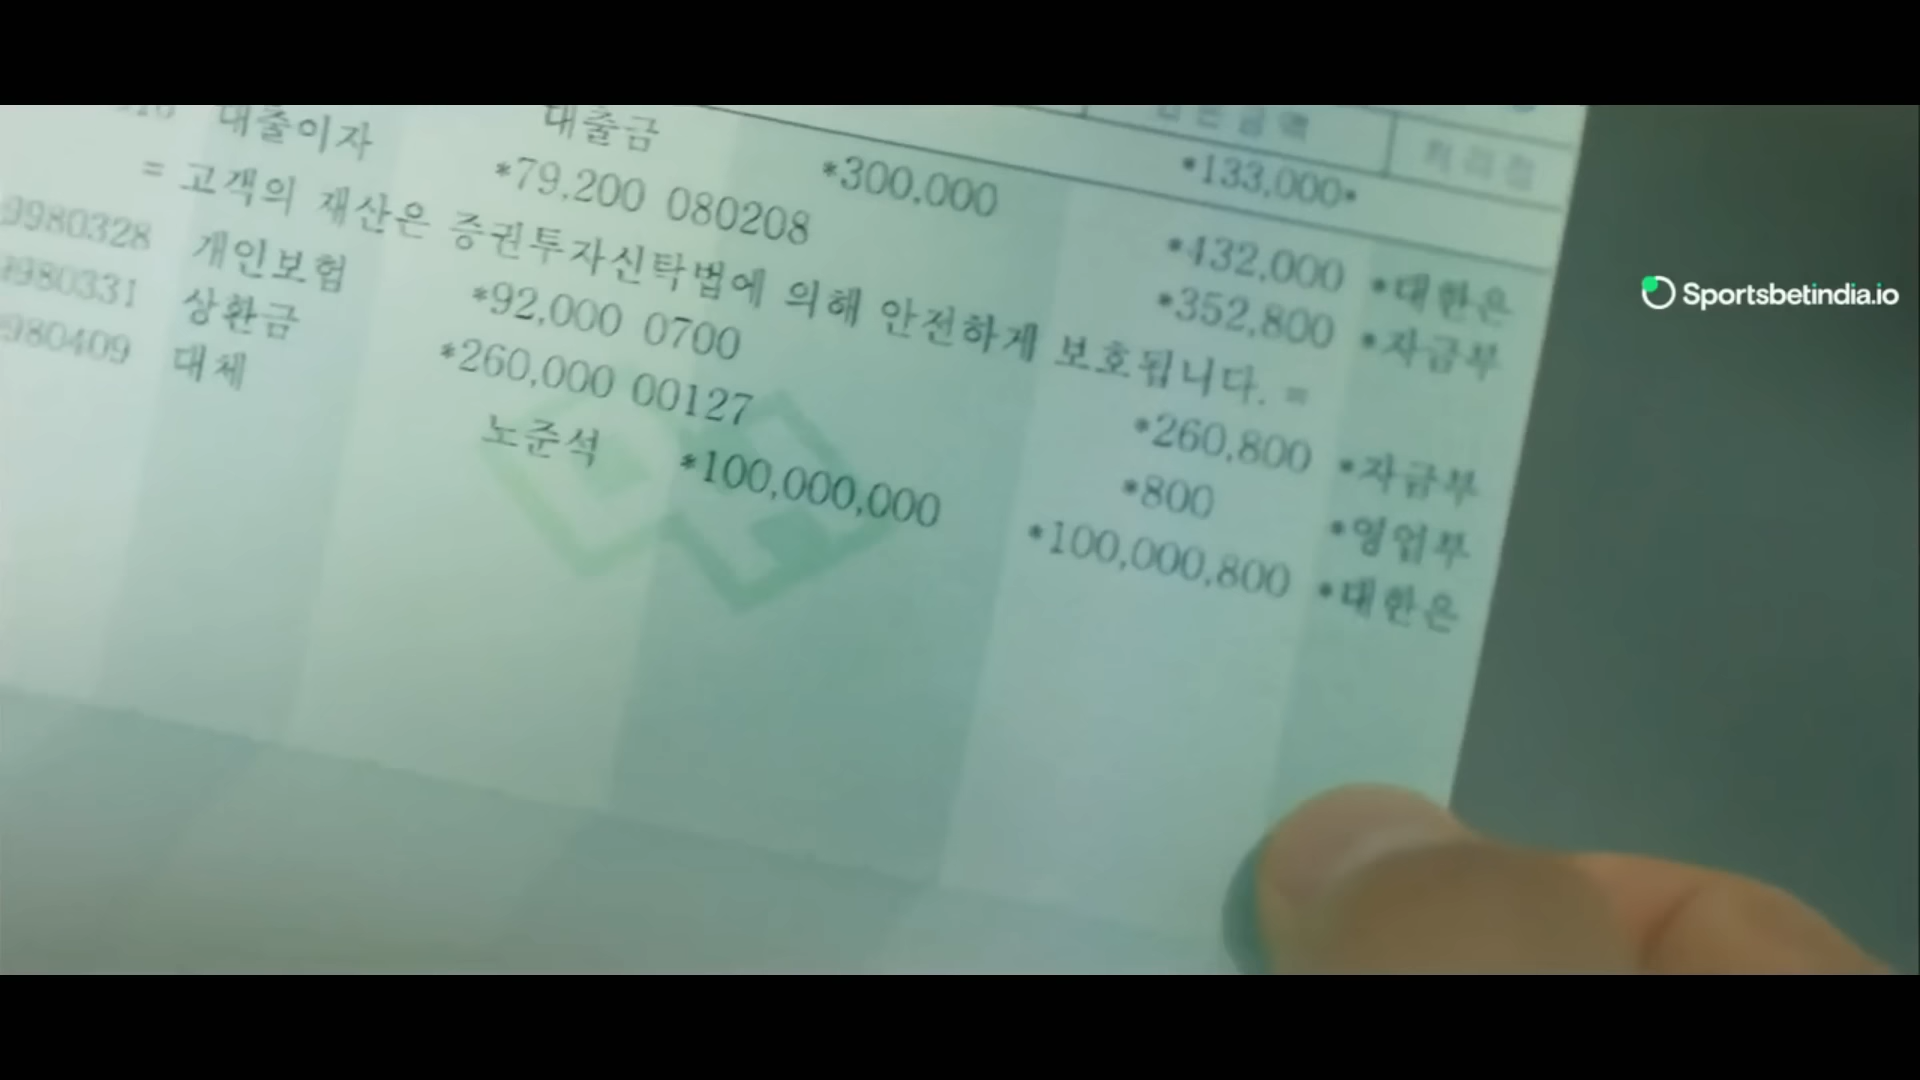 *133,000*
대출금 *300,000 *432,000 *대한은
대출이자 *79,200 080208 *352,800 *자금부
= 고객의 재산은 증권투자신탁법에 의해 안전하게 보호됩니다. =
9980328 개인보험 *92,000 0700 *260,800 *자금부
980331 상환금 *260,000 00127 *800 *영업부
980409 대체 노준석 *100,000,000 *100,000,800 *대한은
Sportsbetindia.io